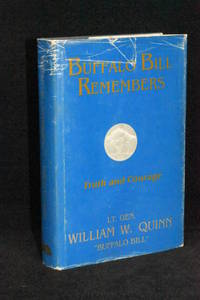 BUFFALO BILL
REMEMBERS
Truth and Courage
LT. GEN.
WILLIAM W. QUINN
"BUFFALO BILL"